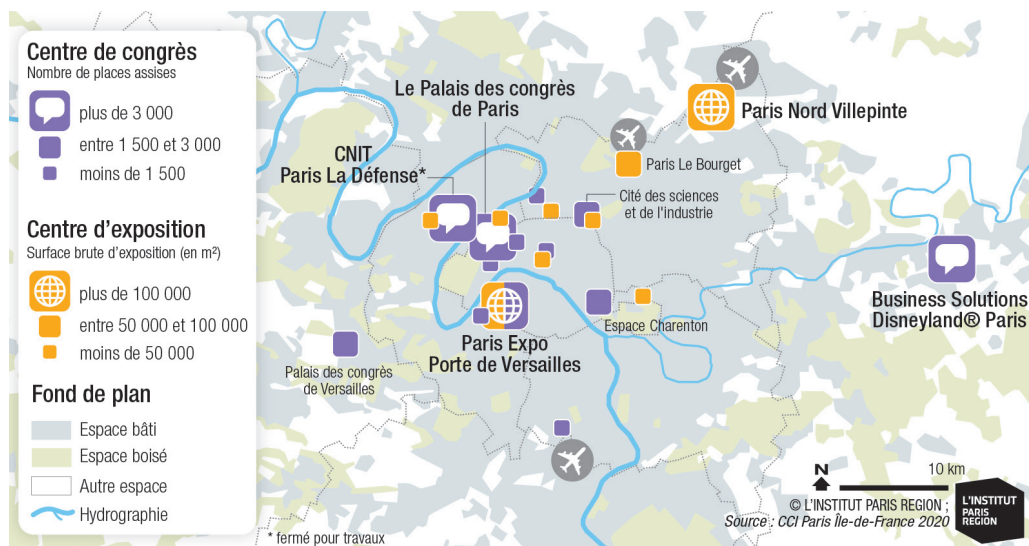 Centre de congrès
Nombre de places assises
plus de 3 000
entre 1 500 et 3 000
moins de 1 500
Centre d'exposition
Surface brute d'exposition (en m²)
plus de 100 000
entre 50 000 et 100 000
moins de 50 000
Fond de plan
Espace bâti
Espace boisé
Autre espace
Hydrographie
Le Palais des congrès
de Paris
CNIT
Paris La Défense*
Paris Nord Villepinte
Paris Le Bourget
Cité des sciences
et de l'industrie
Business Solutions
Disneyland® Paris
Espace Charenton
Paris Expo
Porte de Versailles
Palais des congrès
de Versailles
* fermé pour travaux
N
10 km
© L'INSTITUT PARIS REGION ;
Source : CCI Paris Île-de-France 2020
L'INSTITUT
PARIS
REGION